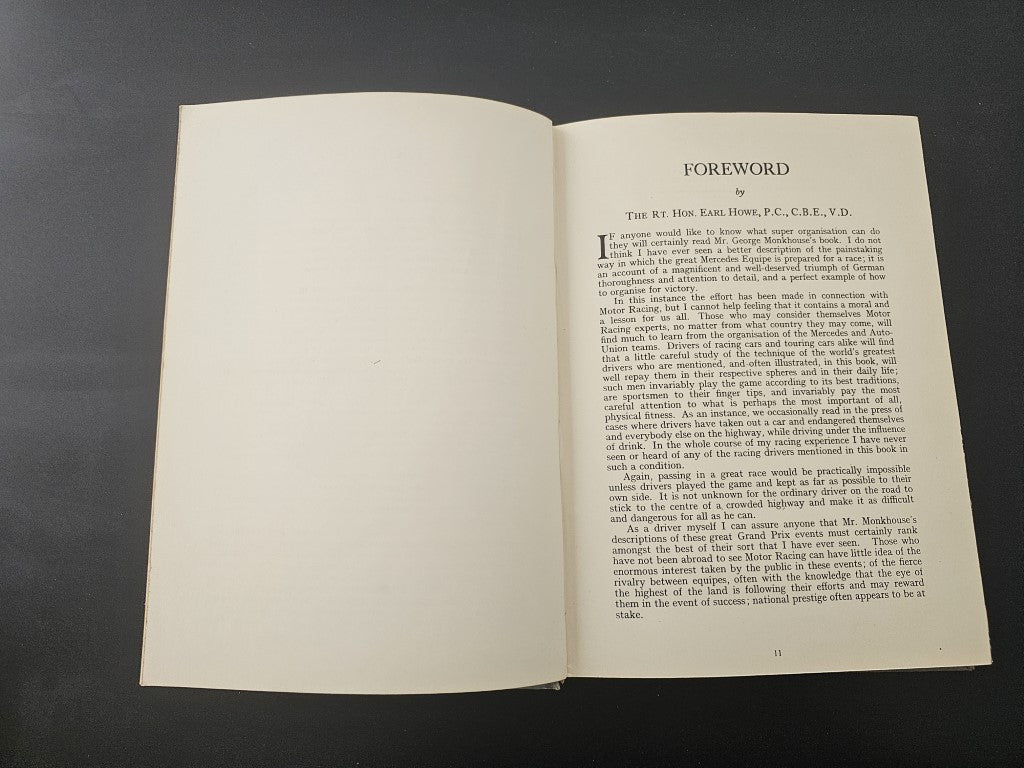 FOREWORD
by
THE RT. HON. EARL HOWE, P.C., C.B.E., V.D.
IF anyone would like to know what super organisation can do
they will certainly read Mr. George Monkhouse's book. I do not
think I have ever seen a better description of the painstaking
way in which the great Mercedes Equipe is prepared for a race; it is
an account of a magnificent and well-deserved triumph of German
thoroughness and attention to detail, and a perfect example of how
to organise for victory.
In this instance the effort has been made in connection with
Motor Racing, but I cannot help feeling that it contains a moral and
a lesson for us all. Those who may consider themselves Motor
Racing experts, no matter from what country they may come, will
find much to learn from the organisation of the Mercedes and Auto-
Union teams. Drivers of racing cars and touring cars alike will find
that a little careful study of the technique of the world's greatest
drivers who are mentioned, and often illustrated, in this book, will
well repay them in their respective spheres and in their daily life;
such men invariably play the game according to its best traditions,
are sportsmen to their finger tips, and invariably pay the most
careful attention to what is perhaps the most important of all,
physical fitness. As an instance, we occasionally read in the press of
cases where drivers have taken out a car and endangered themselves
and everybody else on the highway, while driving under the influence
of drink. In the whole course of my racing experience I have never
seen or heard of any of the racing drivers mentioned in this book in
such a condition.
Again, passing in a great race would be practically impossible
unless drivers played the game and kept as far as possible to their
own side. It is not unknown for the ordinary driver on the road to
stick to the centre of a crowded highway and make it as difficult
and dangerous for all as he can.
As a driver myself I can assure anyone that Mr. Monkhouse's
descriptions of these great Grand Prix events must certainly rank
amongst the best of their sort that I have ever seen. Those who
have not been abroad to see Motor Racing can have little idea of the
enormous interest taken by the public in these events; of the fierce
rivalry between equipes, often with the knowledge that the eye of
the highest of the land is following their efforts and may reward
them in the event of success; national prestige often appears to be at
stake.
11